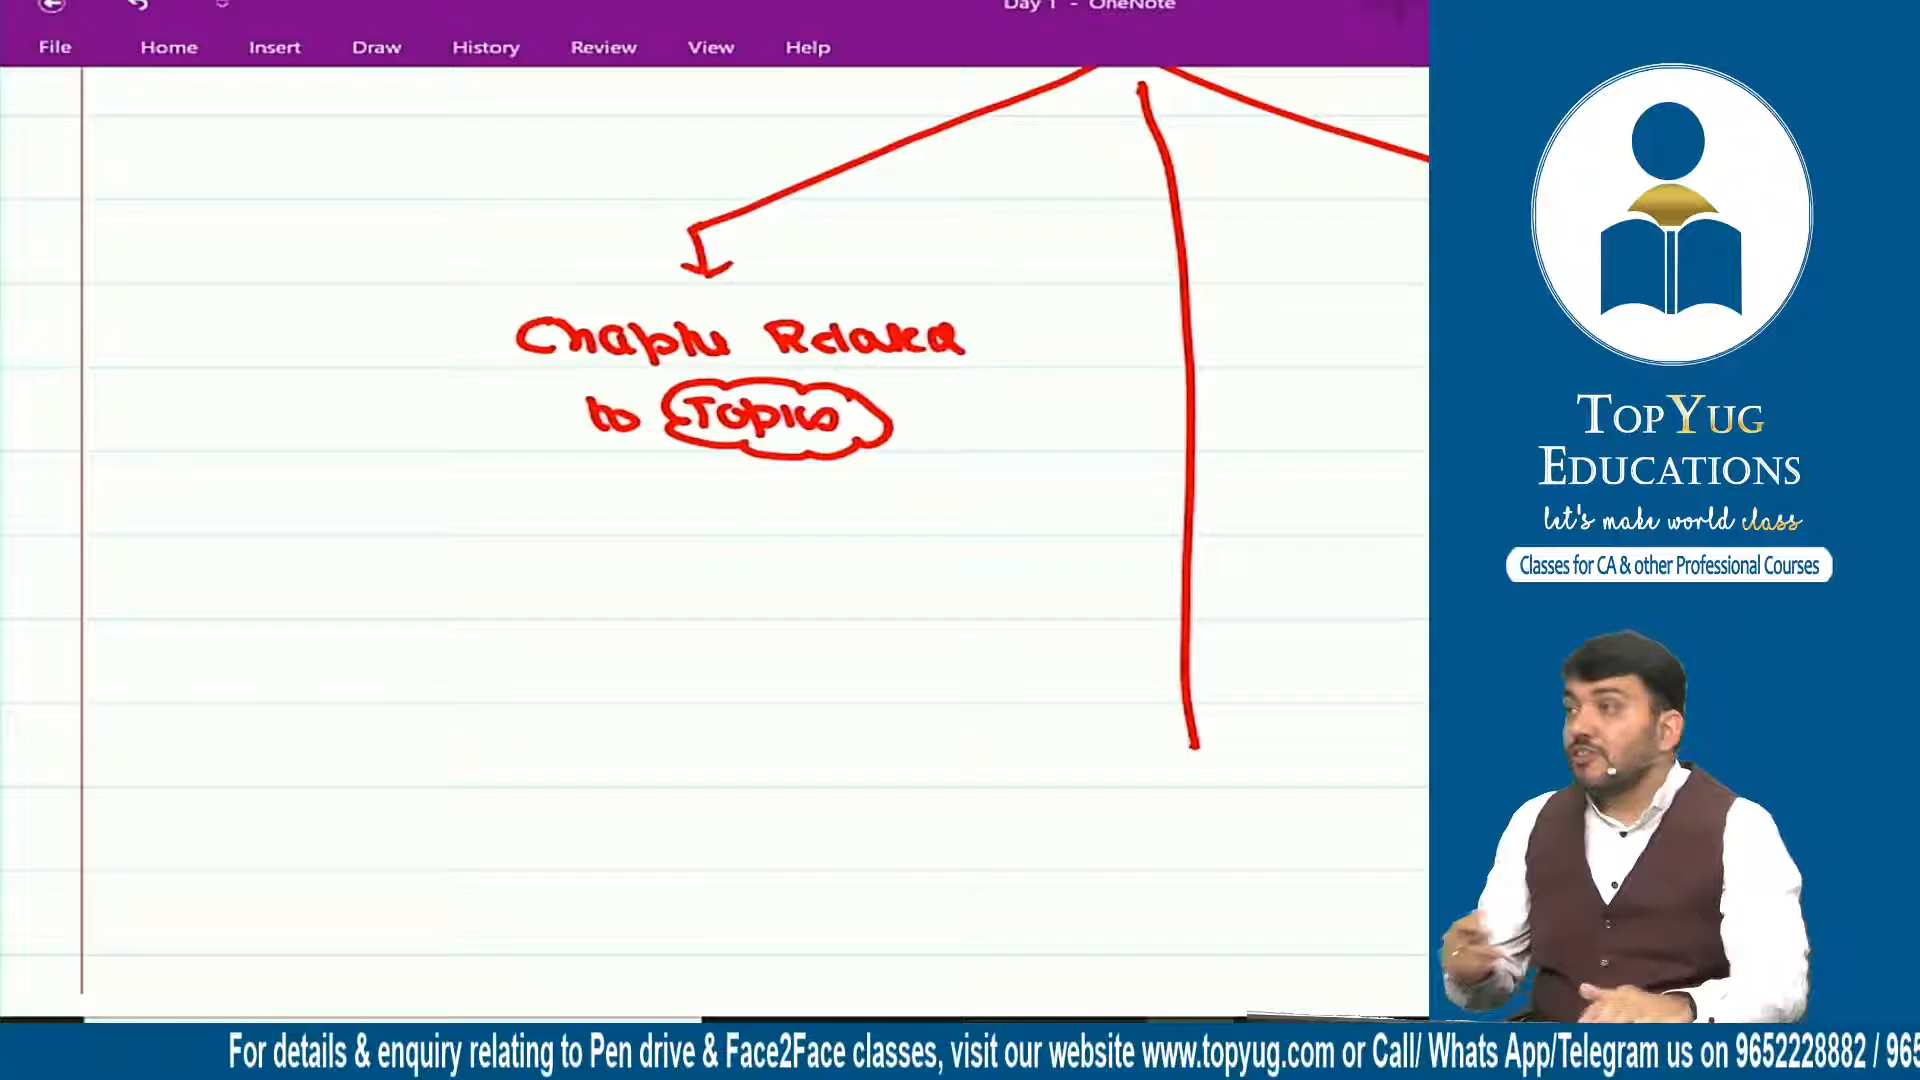 Day 1 - OneNote
File Home Insert Draw History Review View Help
Chapter Related
to Topics
TOPYUG
EDUCATIONS
let's make world class
Classes for CA & other Professional Courses
For details & enquiry relating to Pen drive & Face2Face classes, visit our website www.topyug.com or Call/ Whats App/Telegram us on 9652228882 / 965